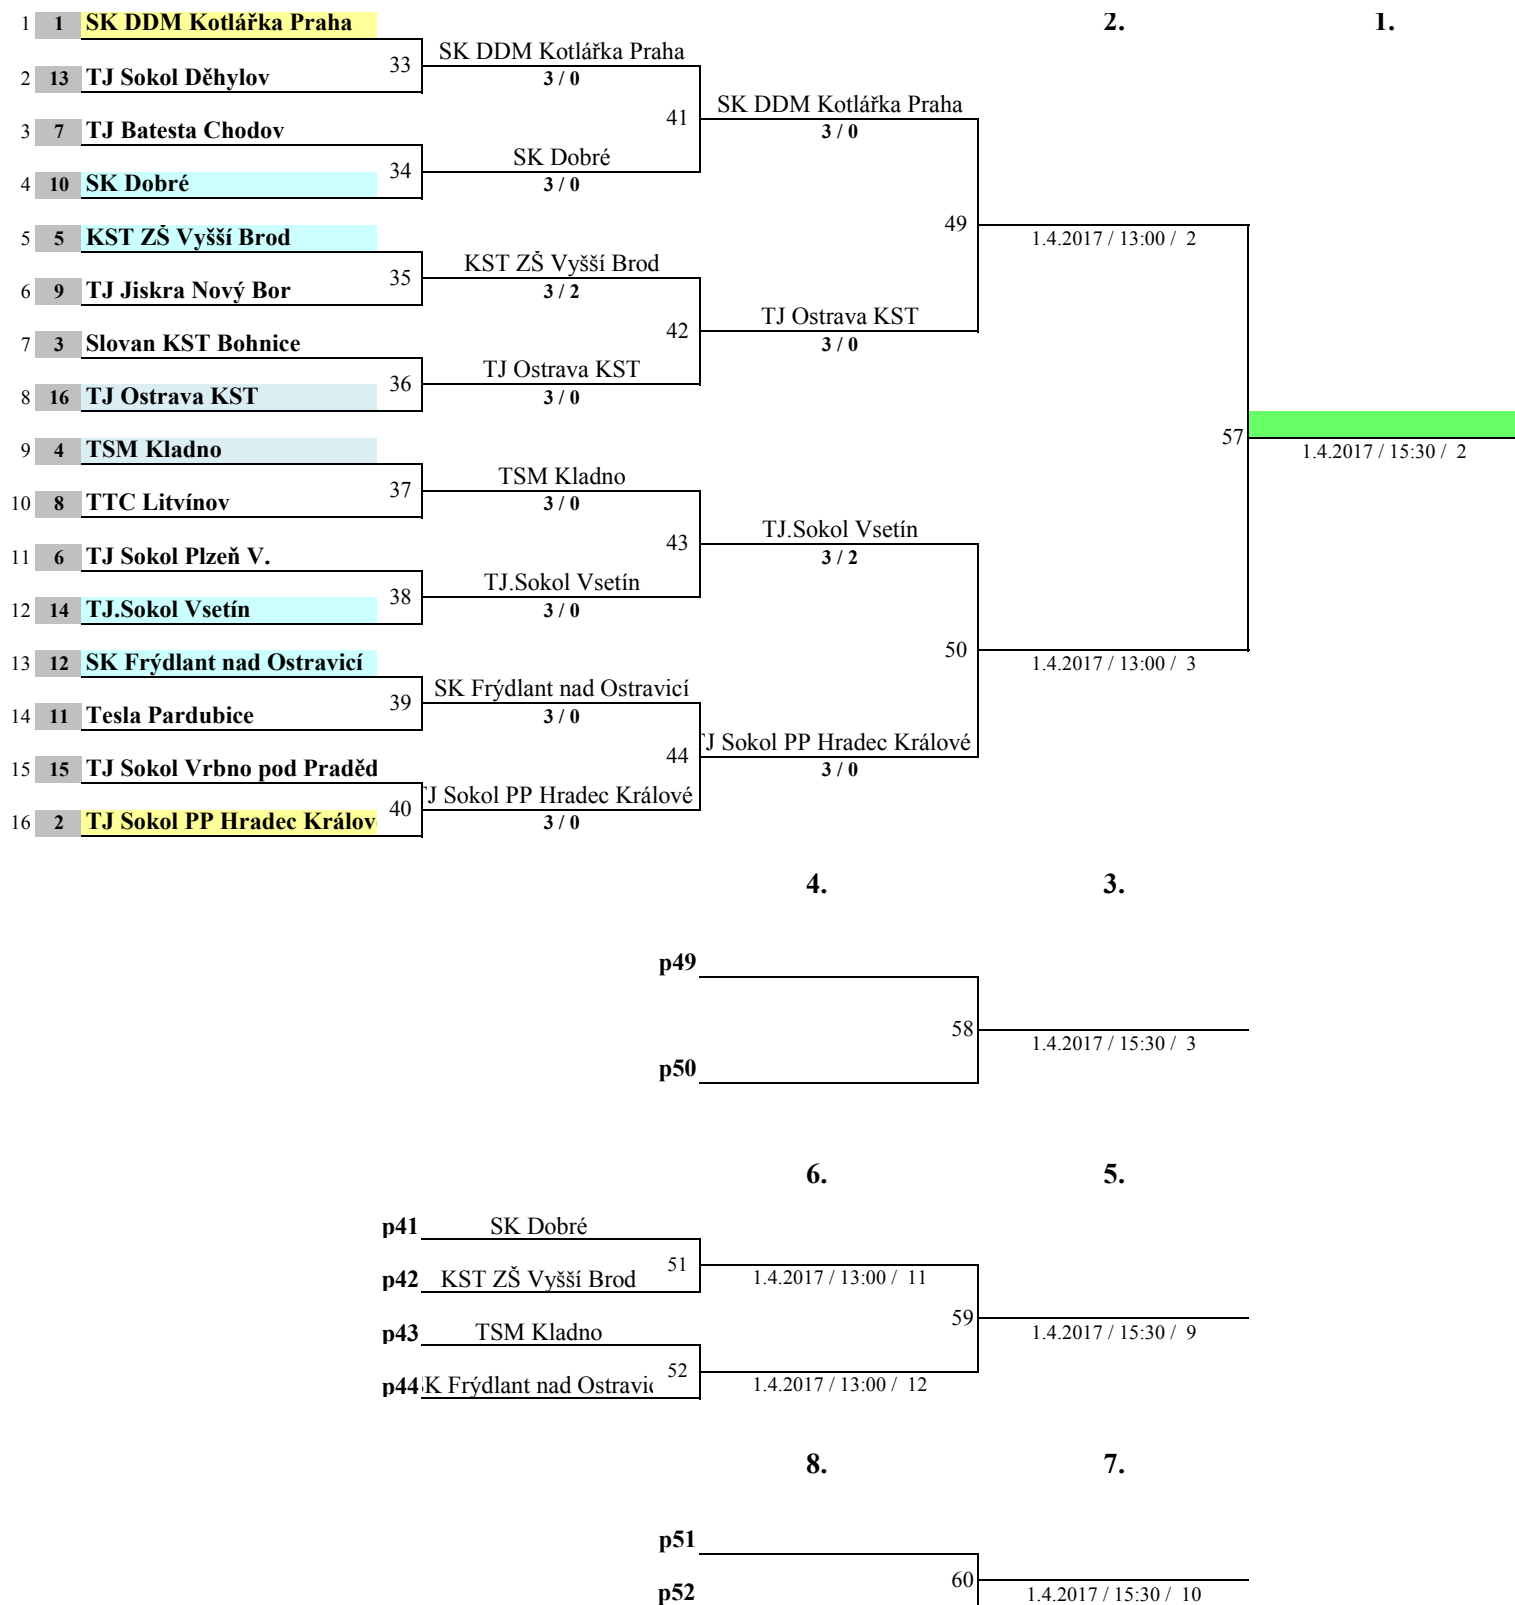 2. 1.
1 1 SK DDM Kotlářka Praha
SK DDM Kotlářka Praha
33
2 13 TJ Sokol Děhylov 3 / 0
SK DDM Kotlářka Praha
41
3 7 TJ Batesta Chodov 3 / 0
SK Dobré
34
4 10 SK Dobré 3 / 0
49
5 5 KST ZŠ Vyšší Brod 1.4.2017 / 13:00 / 2
KST ZŠ Vyšší Brod
35
6 9 TJ Jiskra Nový Bor 3 / 2
TJ Ostrava KST
42
7 3 Slovan KST Bohnice 3 / 0
TJ Ostrava KST
36
8 16 TJ Ostrava KST 3 / 0
57
9 4 TSM Kladno 1.4.2017 / 15:30 / 2
TSM Kladno
37
10 8 TTC Litvínov 3 / 0
TJ.Sokol Vsetín
43
11 6 TJ Sokol Plzeň V. 3 / 2
TJ.Sokol Vsetín
38
12 14 TJ.Sokol Vsetín 3 / 0
50
13 12 SK Frýdlant nad Ostravicí 1.4.2017 / 13:00 / 3
SK Frýdlant nad Ostravicí
39
14 11 Tesla Pardubice 3 / 0
J Sokol PP Hradec Králové
44
15 15 TJ Sokol Vrbno pod Praděd 3 / 0
J Sokol PP Hradec Králové
40
16 2 TJ Sokol PP Hradec Králov 3 / 0
4. 3.
p49
58
1.4.2017 / 15:30 / 3
p50
6. 5.
p41 SK Dobré
51
p42 KST ZŠ Vyšší Brod 1.4.2017 / 13:00 / 11
59
p43 TSM Kladno 1.4.2017 / 15:30 / 9
52
p44 K Frýdlant nad Ostravic 1.4.2017 / 13:00 / 12
8. 7.
p51
60
p52 1.4.2017 / 15:30 / 10